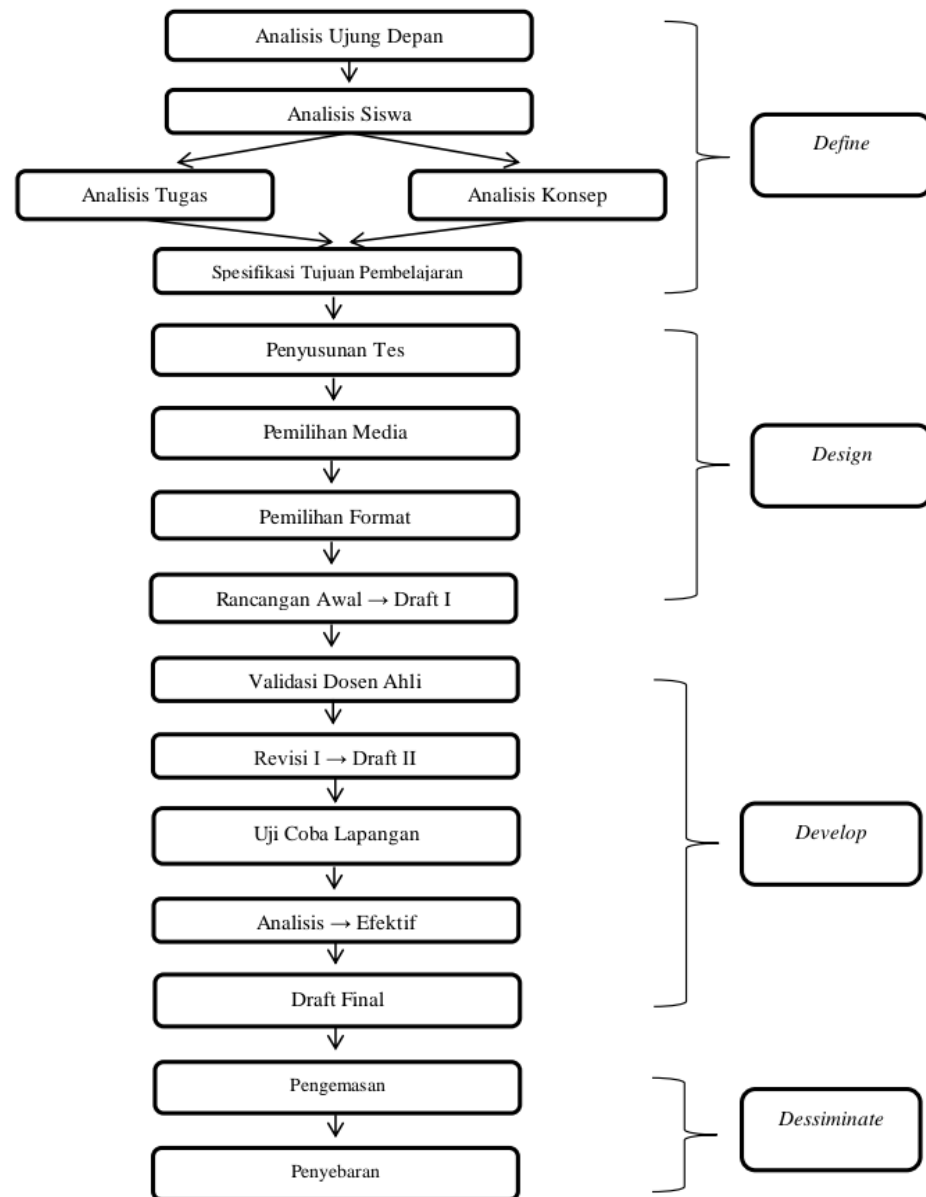 Analisis Ujung Depan
Analisis Siswa
Define
Analisis Tugas
Analisis Konsep
Spesifikasi Tujuan Pembelajaran
Penyusunan Tes
Pemilihan Media
Design
Pemilihan Format
Rancangan Awal → Draft I
Validasi Dosen Ahli
Revisi I → Draft II
Uji Coba Lapangan
Develop
Analisis → Efektif
Draft Final
Pengemasan
Dessiminate
Penyebaran